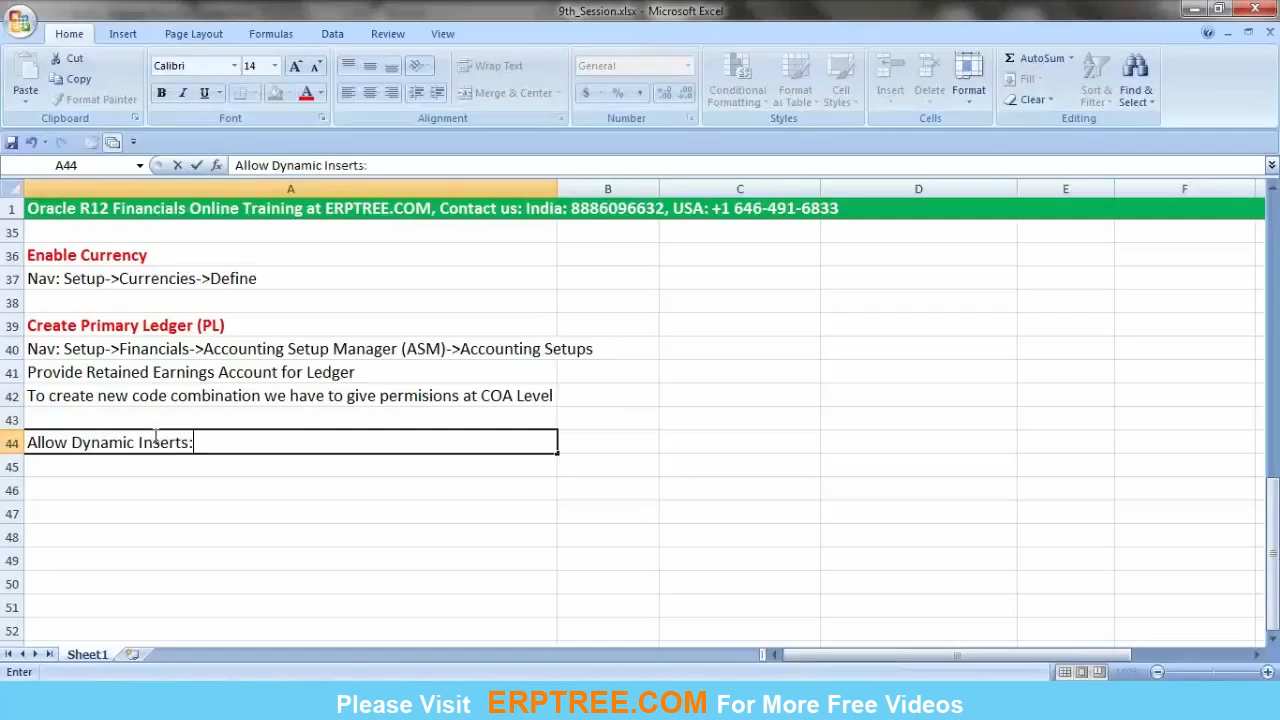 9th_Session.xlsx - Microsoft Excel
Home Insert Page Layout Formulas Data Review View
Paste
Cut
Copy
Format Painter
Clipboard
Calibri 14
B I U A
Font
Wrap Text
Merge & Center
Alignment
General
$ % ,
Number
Conditional Formatting
Format as Table
Cell Styles
Styles
Insert
Delete
Format
Cells
Σ AutoSum
Fill
Clear
Sort & Filter
Find & Select
Editing
A44 fx Allow Dynamic Inserts:
A B C D E F
1 Oracle R12 Financials Online Training at ERPTREE.COM, Contact us: India: 8886096632, USA: +1 646-491-6833
35
36 Enable Currency
37 Nav: Setup->Currencies->Define
38
39 Create Primary Ledger (PL)
40 Nav: Setup->Financials->Accounting Setup Manager (ASM)->Accounting Setups
41 Provide Retained Earnings Account for Ledger
42 To create new code combination we have to give permisions at COA Level
43
44 Allow Dynamic Inserts:
45
46
47
48
49
50
51
52
Sheet1
Enter
Please Visit ERPTREE.COM For More Free Videos